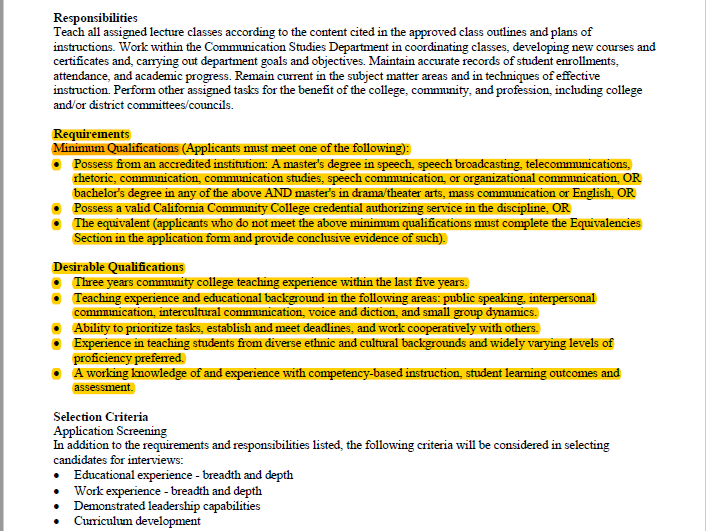 Responsibilities
Teach all assigned lecture classes according to the content cited in the approved class outlines and plans of
instructions. Work within the Communication Studies Department in coordinating classes, developing new courses and
certificates and, carrying out department goals and objectives. Maintain accurate records of student enrollments,
attendance, and academic progress. Remain current in the subject matter areas and in techniques of effective
instruction. Perform other assigned tasks for the benefit of the college, community, and profession, including college
and/or district committees/councils.
Requirements
Minimum Qualifications (Applicants must meet one of the following):
• Possess from an accredited institution: A master's degree in speech, speech broadcasting, telecommunications,
rhetoric, communication, communication studies, speech communication, or organizational communication, OR
bachelor's degree in any of the above AND master's in drama/theater arts, mass communication or English, OR
• Possess a valid California Community College credential authorizing service in the discipline, OR
• The equivalent (applicants who do not meet the above minimum qualifications must complete the Equivalencies
Section in the application form and provide conclusive evidence of such).
Desirable Qualifications
• Three years community college teaching experience within the last five years.
• Teaching experience and educational background in the following areas: public speaking, interpersonal
communication, intercultural communication, voice and diction, and small group dynamics.
• Ability to prioritize tasks, establish and meet deadlines, and work cooperatively with others.
• Experience in teaching students from diverse ethnic and cultural backgrounds and widely varying levels of
proficiency preferred.
• A working knowledge of and experience with competency-based instruction, student learning outcomes and
assessment.
Selection Criteria
Application Screening
In addition to the requirements and responsibilities listed, the following criteria will be considered in selecting
candidates for interviews:
• Educational experience - breadth and depth
• Work experience - breadth and depth
• Demonstrated leadership capabilities
• Curriculum development